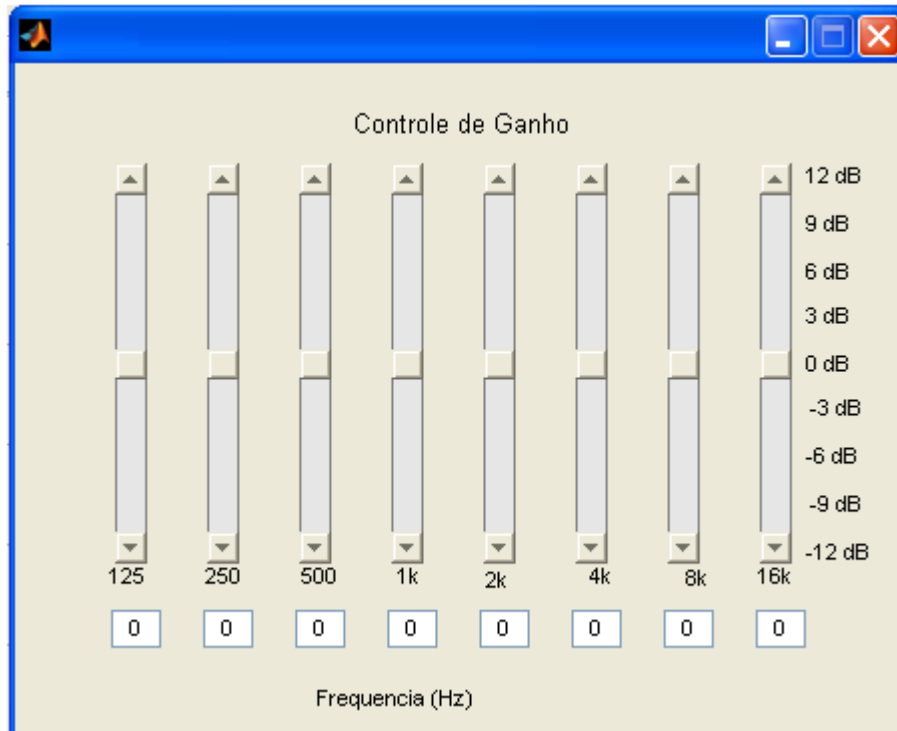 Controle de Ganho
12 dB
9 dB
6 dB
3 dB
0 dB
-3 dB
-6 dB
-9 dB
-12 dB
125 250 500 1k 2k 4k 8k 16k
0 0 0 0 0 0 0 0
Frequencia (Hz)